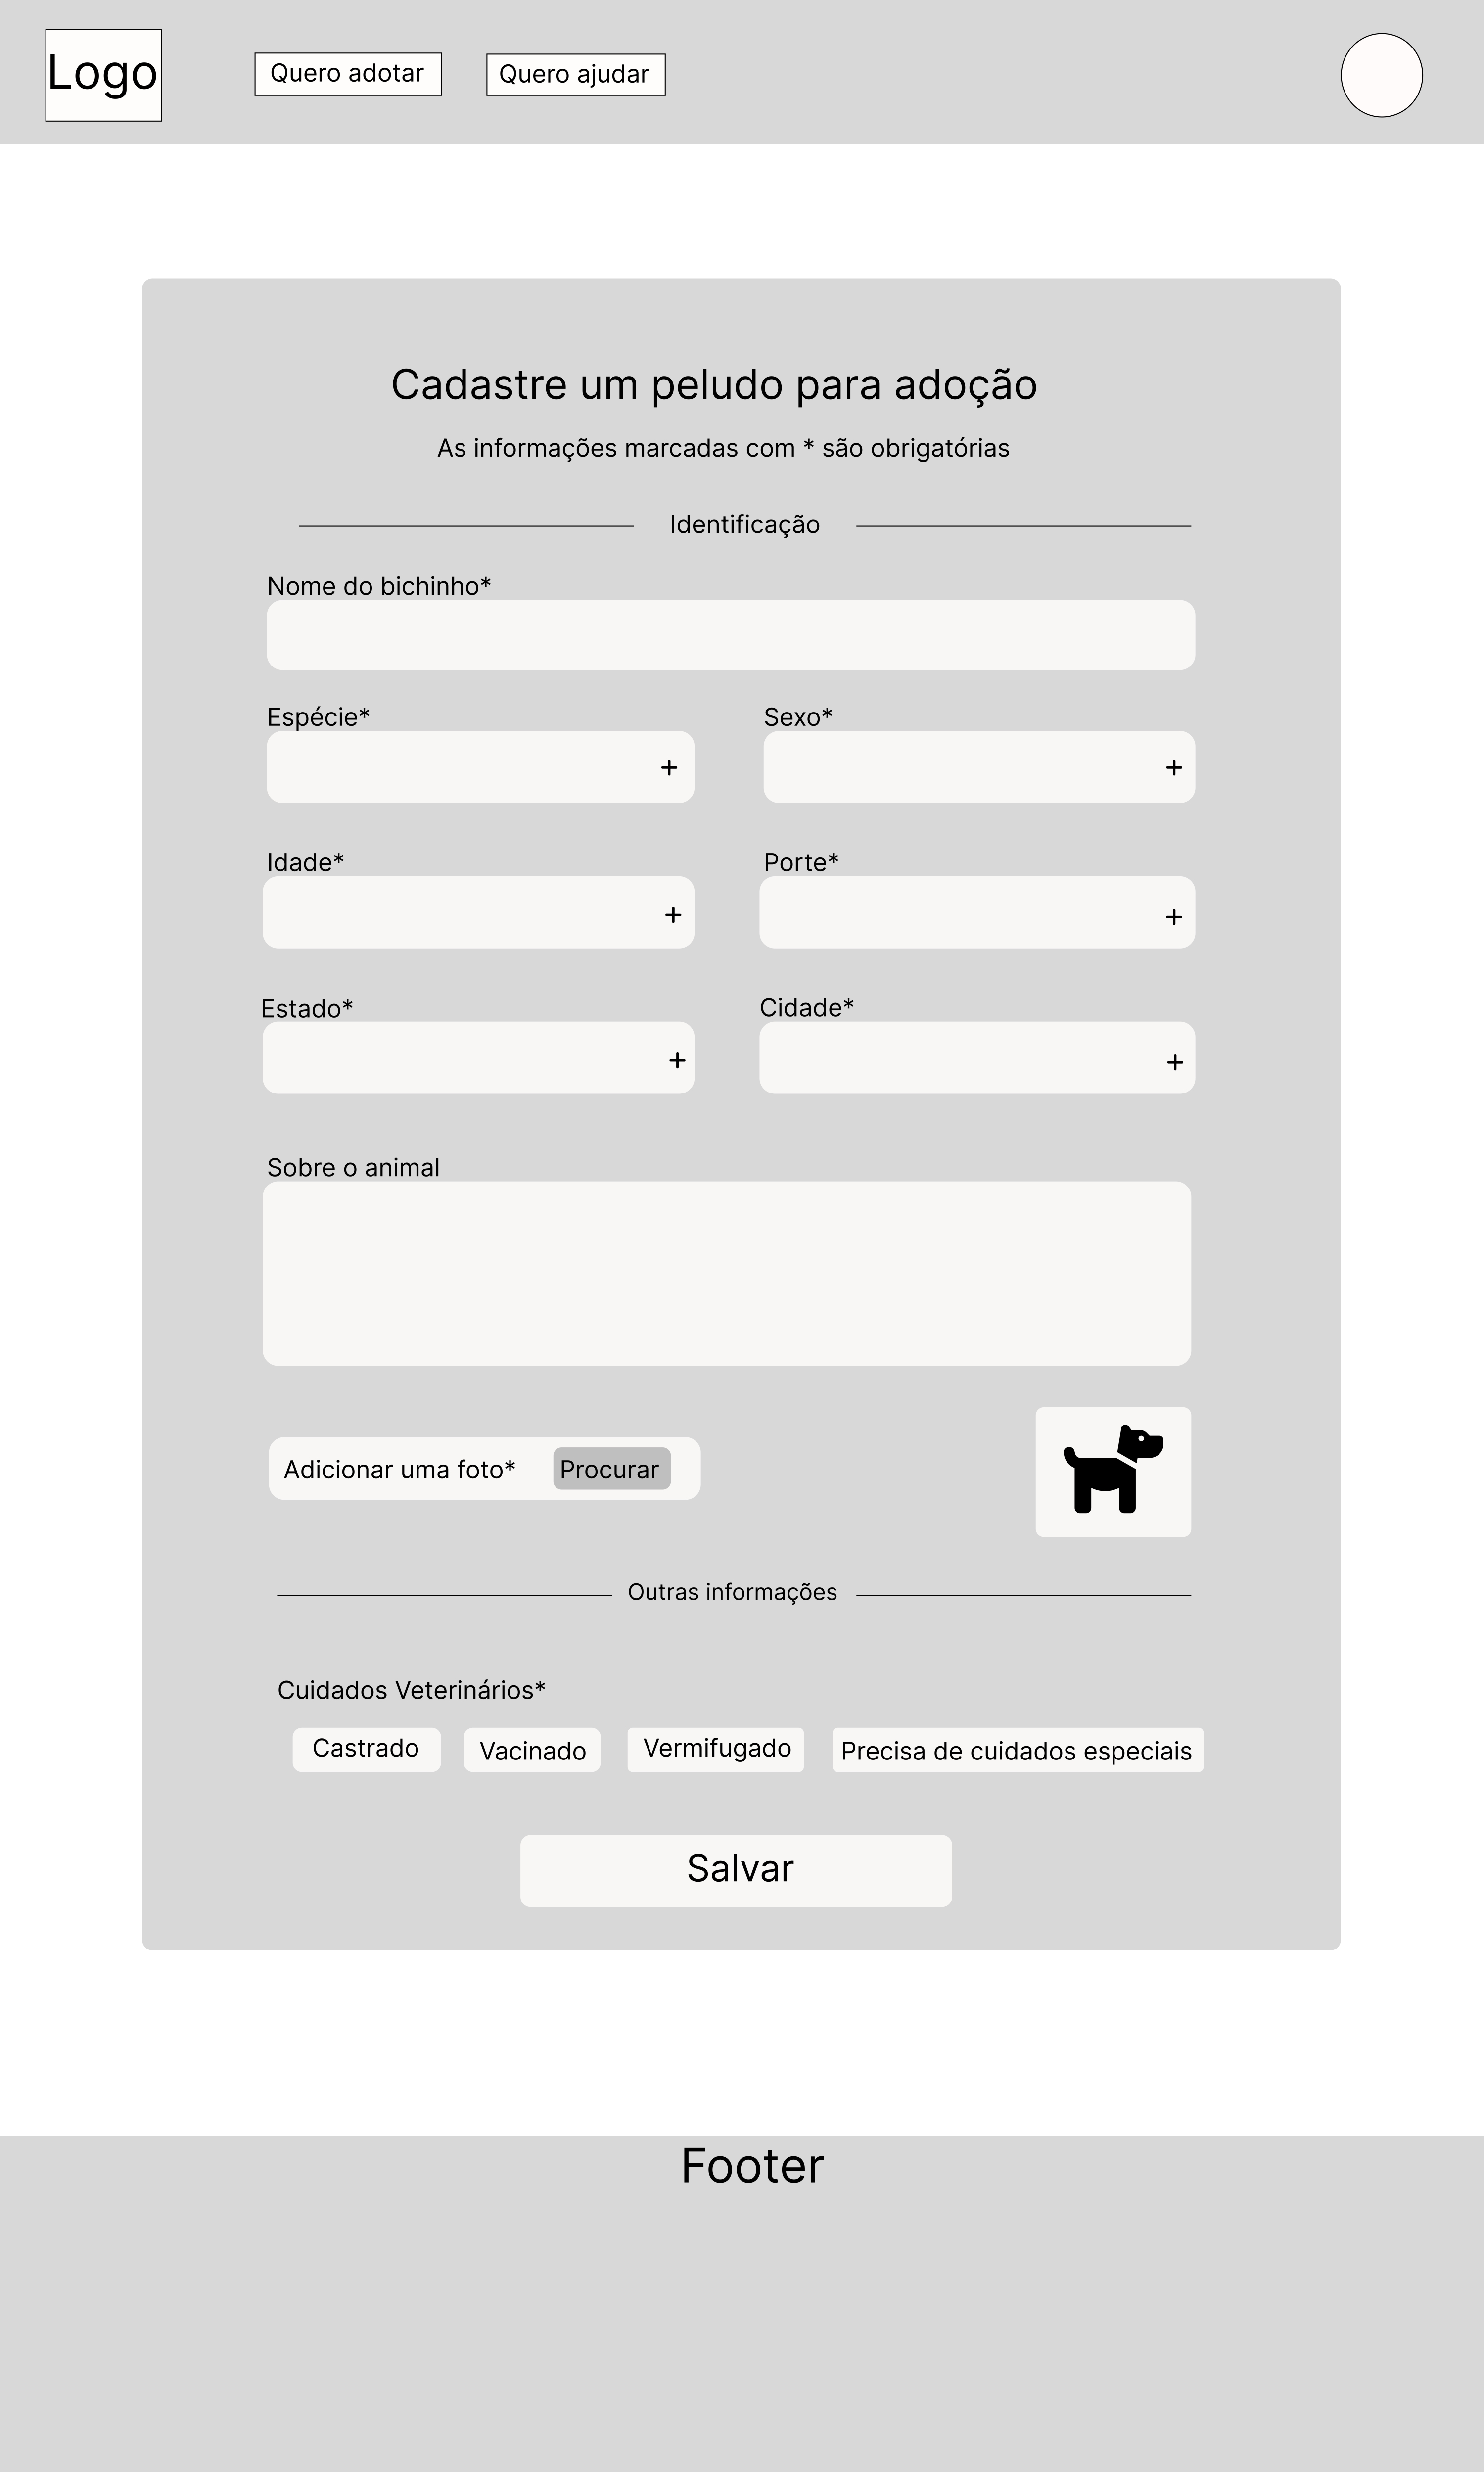 Logo
Quero adotar
Quero ajudar
Cadastre um peludo para adoção
As informações marcadas com * são obrigatórias
Identificação
Nome do bichinho*
Espécie*
Sexo*
+
+
Idade*
Porte*
+
+
Estado*
Cidade*
+
+
Sobre o animal
Adicionar uma foto*
Procurar
Outras informações
Cuidados Veterinários*
Castrado
Vacinado
Vermifugado
Precisa de cuidados especiais
Salvar
Footer